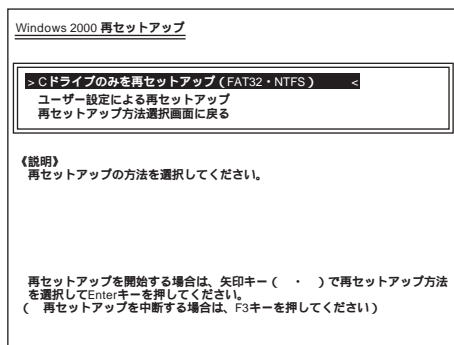 Windows 2000 再セットアップ
> Cドライブのみを再セットアップ（FAT32・NTFS） <
ユーザー設定による再セットアップ
再セットアップ方法選択画面に戻る
《説明》
再セットアップの方法を選択してください。
再セットアップを開始する場合は、矢印キー（ ・ ）で再セットアップ方法
を選択してEnterキーを押してください。
（ 再セットアップを中断する場合は、F3キーを押してください）